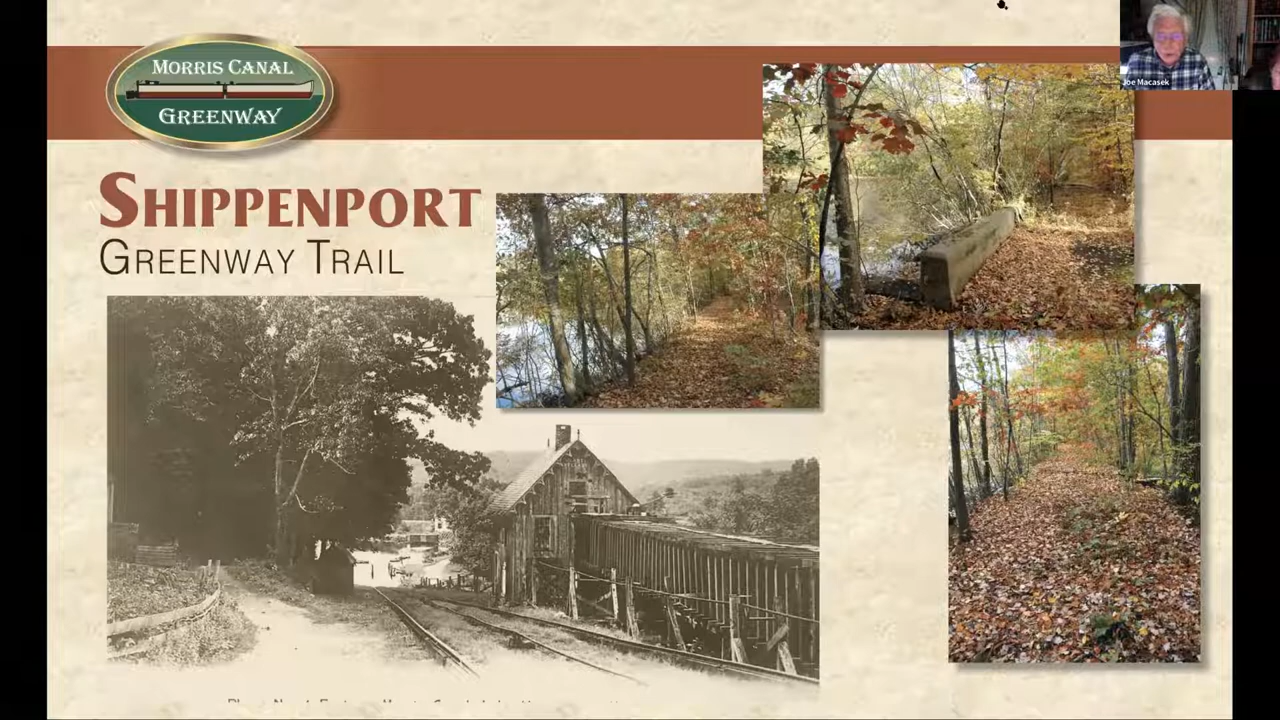 MORRIS CANAL
GREENWAY
SHIPPENPORT
GREENWAY TRAIL
Joe Macasek